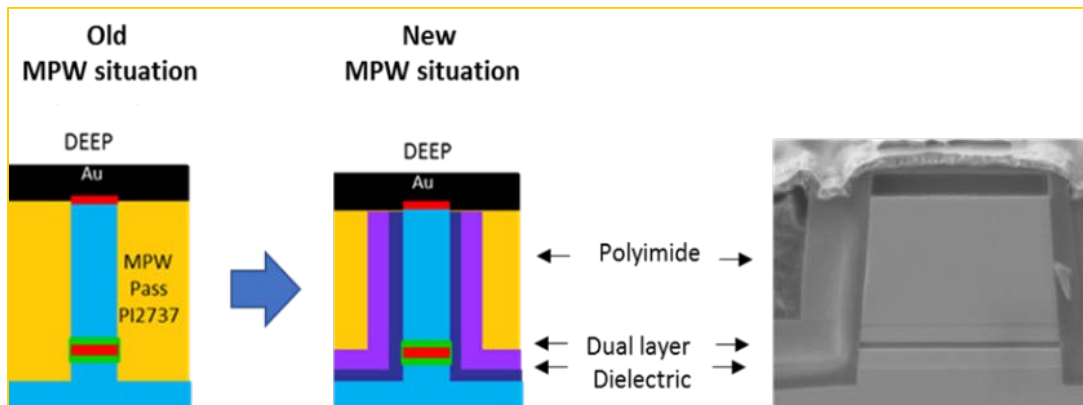 Old
MPW situation
New
MPW situation
DEEP
Au
MPW
Pass
PI2737
DEEP
Au
Polyimide
Dual layer
Dielectric